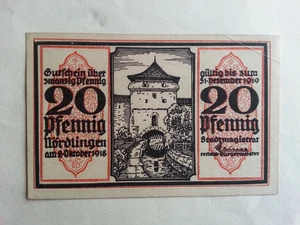 Gutschein über
zwanzig Pfennig
20
Pfennig
Nördlingen
am 2. Oktober 1918
gültig bis zum
31. Dezember 1919
20
Pfennig
Stadtmagistrat